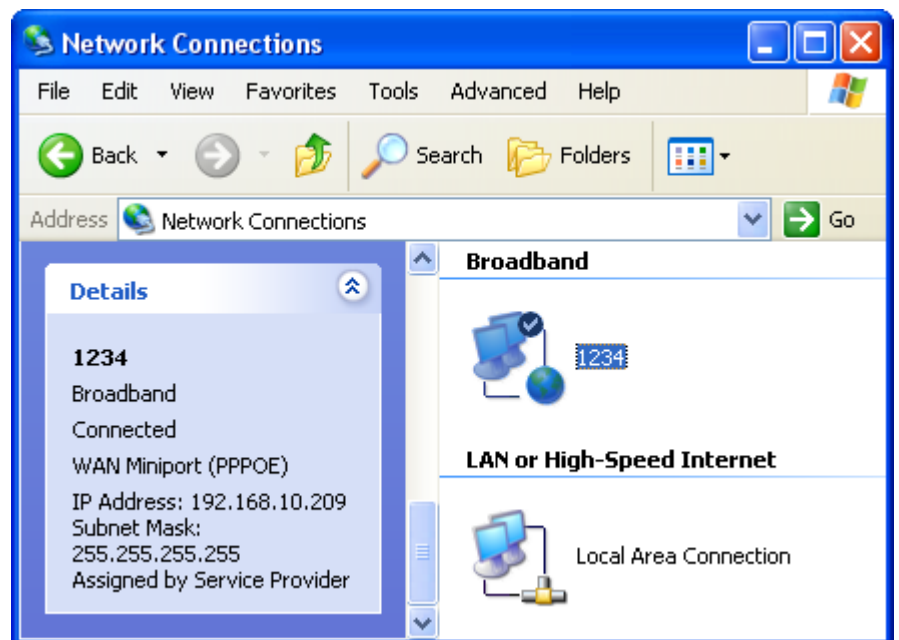 Network Connections
File Edit View Favorites Tools Advanced Help
Back Search Folders
Address Network Connections Go
Details
1234
Broadband
Connected
WAN Miniport (PPPOE)
IP Address: 192.168.10.209
Subnet Mask:
255.255.255.255
Assigned by Service Provider
Broadband
1234
LAN or High-Speed Internet
Local Area Connection